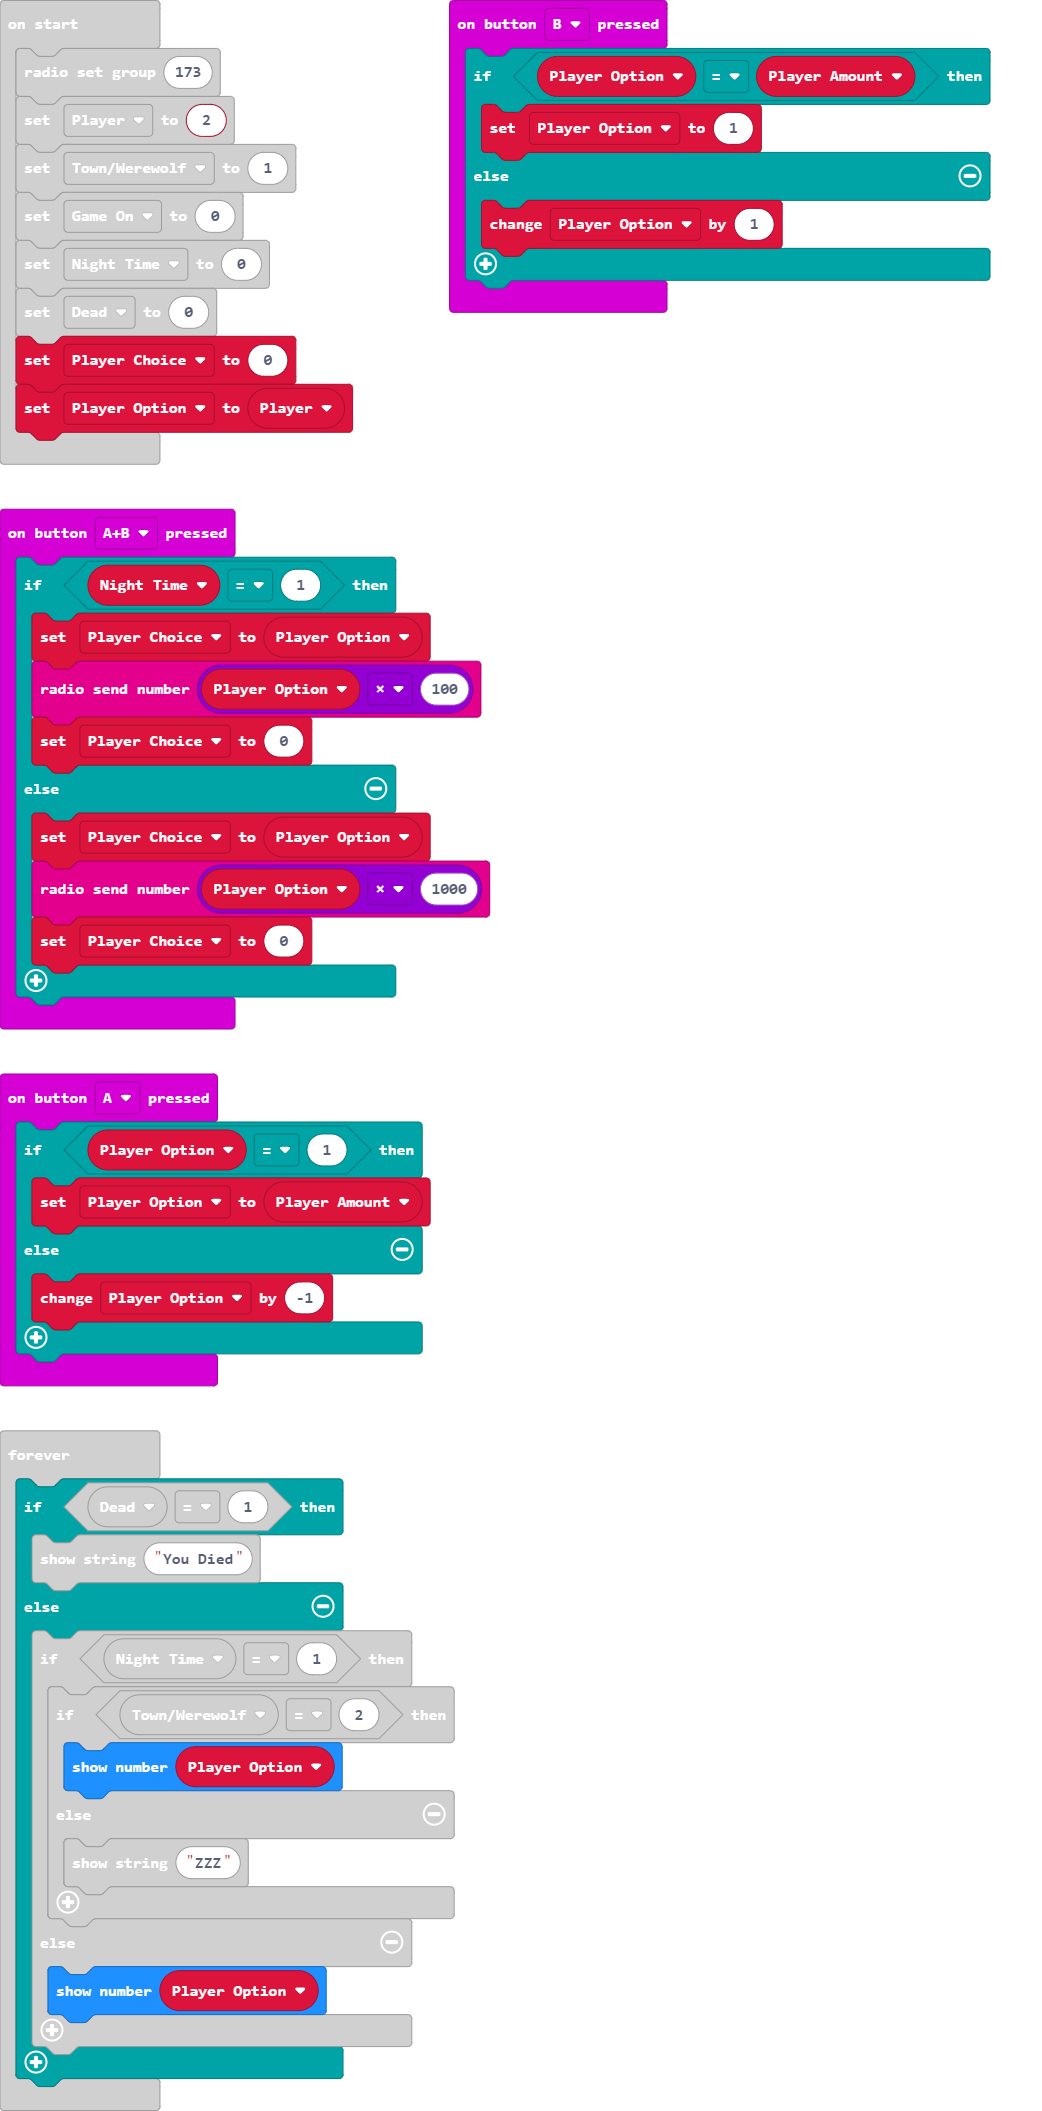 on start
radio set group 173
set Player to 2
set Town/Werewolf to 1
set Game On to 0
set Night Time to 0
set Dead to 0
set Player Choice to 0
set Player Option to Player
on button B pressed
if Player Option = Player Amount then
set Player Option to 1
else
change Player Option by 1
on button A+B pressed
if Night Time = 1 then
set Player Choice to Player Option
radio send number Player Option × 100
set Player Choice to 0
else
set Player Choice to Player Option
radio send number Player Option × 1000
set Player Choice to 0
on button A pressed
if Player Option = 1 then
set Player Option to Player Amount
else
change Player Option by -1
forever
if Dead = 1 then
show string "You Died"
else
if Night Time = 1 then
if Town/Werewolf = 2 then
show number Player Option
else
show string "ZZZ"
else
show number Player Option